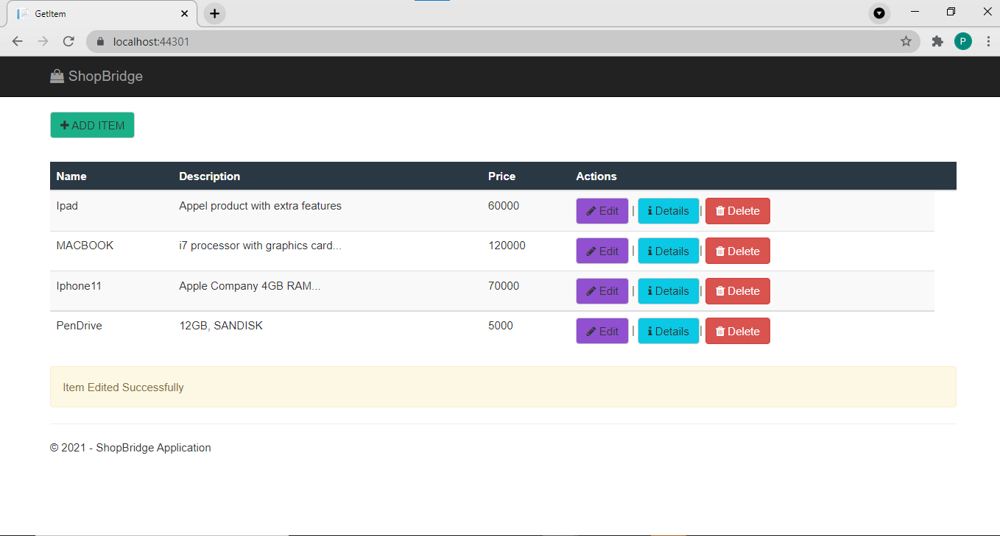 GetItem
localhost:44301
P
ShopBridge
ADD ITEM
Name Description Price Actions
Ipad Appel product with extra features 60000 Edit | Details | Delete
MACBOOK i7 processor with graphics card... 120000 Edit | Details | Delete
Iphone11 Apple Company 4GB RAM... 70000 Edit | Details | Delete
PenDrive 12GB, SANDISK 5000 Edit | Details | Delete
Item Edited Successfully
© 2021 - ShopBridge Application